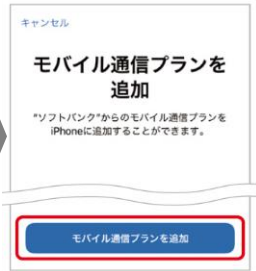 キャンセル
モバイル通信プランを
追加
“ソフトバンク”からのモバイル通信プランを
iPhoneに追加することができます。
モバイル通信プランを追加